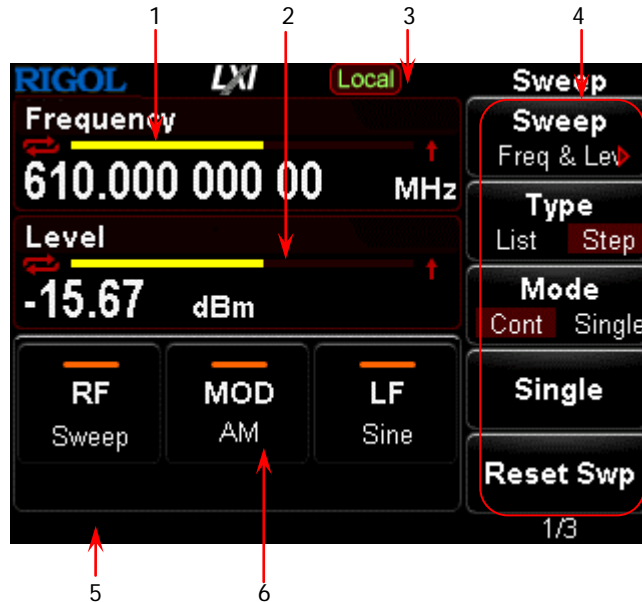 1 2 3 4
RIGOL LXI Local Sweep
Frequency
610.000 000 00 MHz
Level
-15.67 dBm
RF
Sweep
MOD
AM
LF
Sine
Sweep
Freq & Lev
Type
List Step
Mode
Cont Single
Single
Reset Swp
1/3
5 6